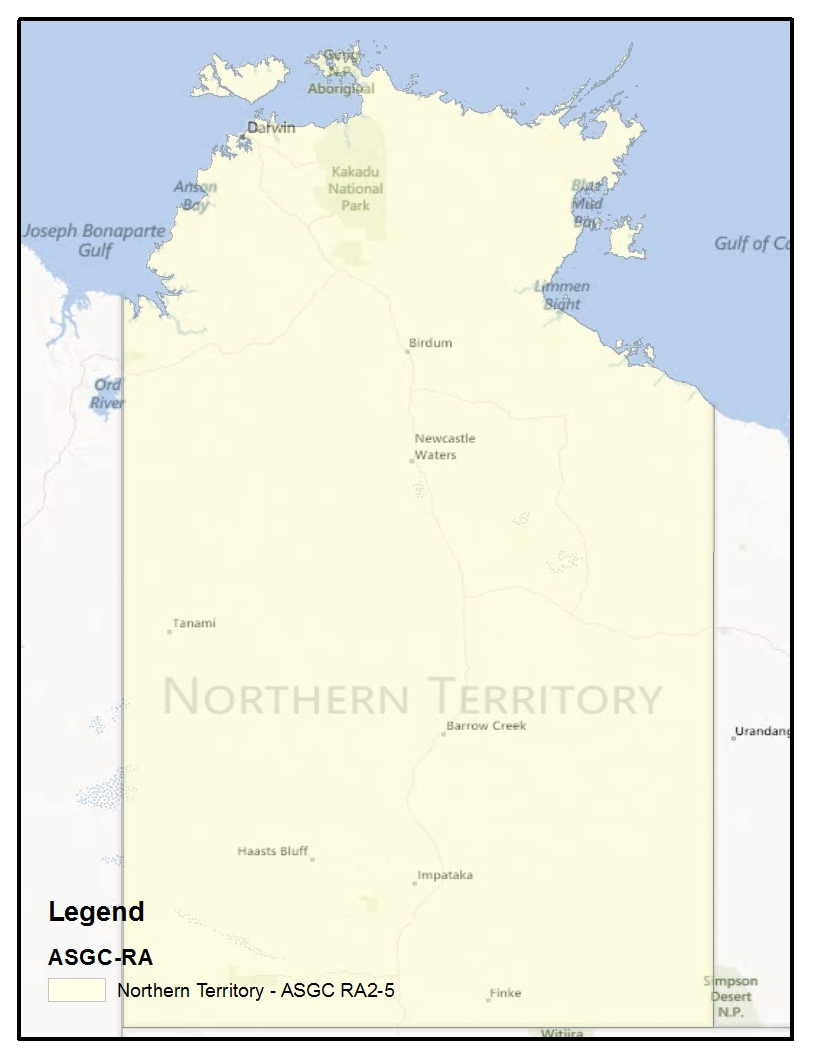 Gurig
N.P.
Aboriginal
Darwin
Kakadu
National
Park
Anson
Bay
Blue
Mud
Bay
Joseph Bonaparte
Gulf
Gulf of Ca
Limmen
Bight
Birdum
Ord
River
Newcastle
Waters
Tanami
NORTHERN TERRITORY
Barrow Creek
Urandang
Haasts Bluff
Impataka
Legend
ASGC-RA
Northern Territory - ASGC RA2-5
Finke
Simpson
Desert
N.P.
Witjira